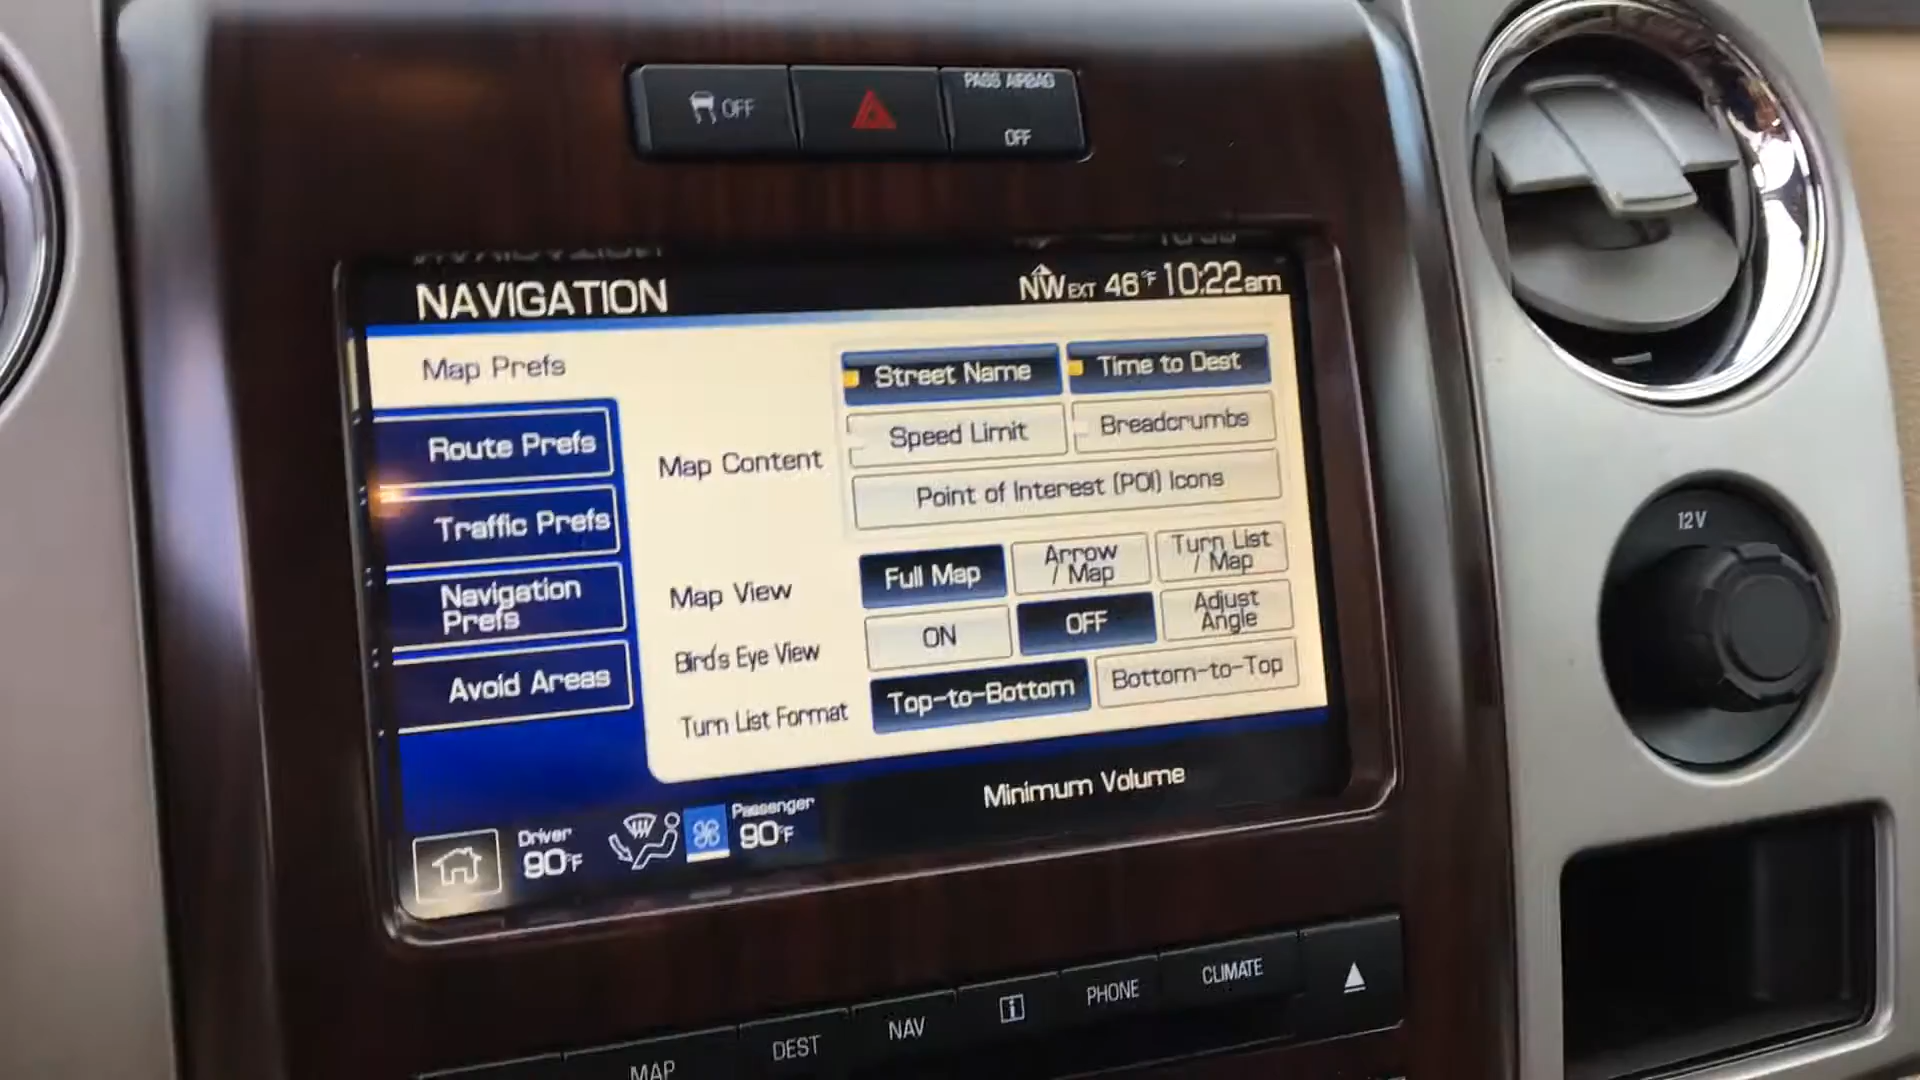 OFF
PASS AIRBAG
OFF
NAVIGATION
NW EXT 46°F 10:22am
Map Prefs
Route Prefs
Traffic Prefs
Navigation
Prefs
Avoid Areas
Map Content
Street Name
Time to Dest
Speed Limit
Breadcrumbs
Point of Interest (POI) Icons
Map View
Full Map
Arrow
/ Map
Turn List
/ Map
Bird's Eye View
ON
OFF
Adjust
Angle
Turn List Format
Top-to-Bottom
Bottom-to-Top
Minimum Volume
Driver
90°F
Passenger
90°F
12V
MAP
DEST
NAV
i
PHONE
CLIMATE